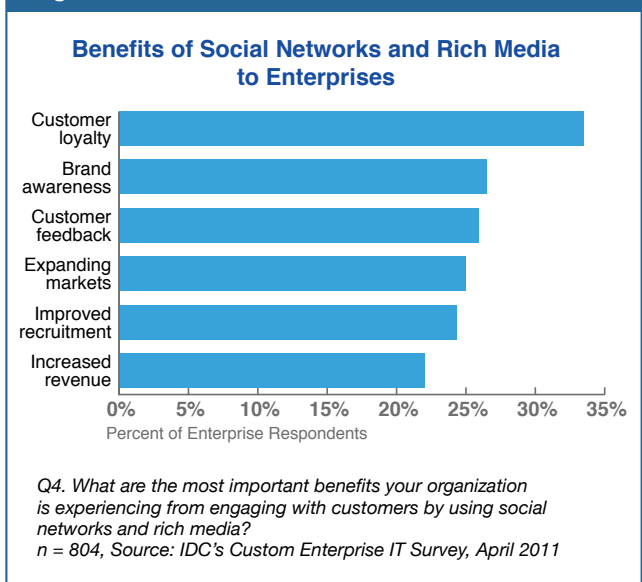 Benefits of Social Networks and Rich Media
to Enterprises
Customer
loyalty
Brand
awareness
Customer
feedback
Expanding
markets
Improved
recruitment
Increased
revenue
0% 5% 10% 15% 20% 25% 30% 35%
Percent of Enterprise Respondents
Q4. What are the most important benefits your organization
is experiencing from engaging with customers by using social
networks and rich media?
n = 804, Source: IDC's Custom Enterprise IT Survey, April 2011